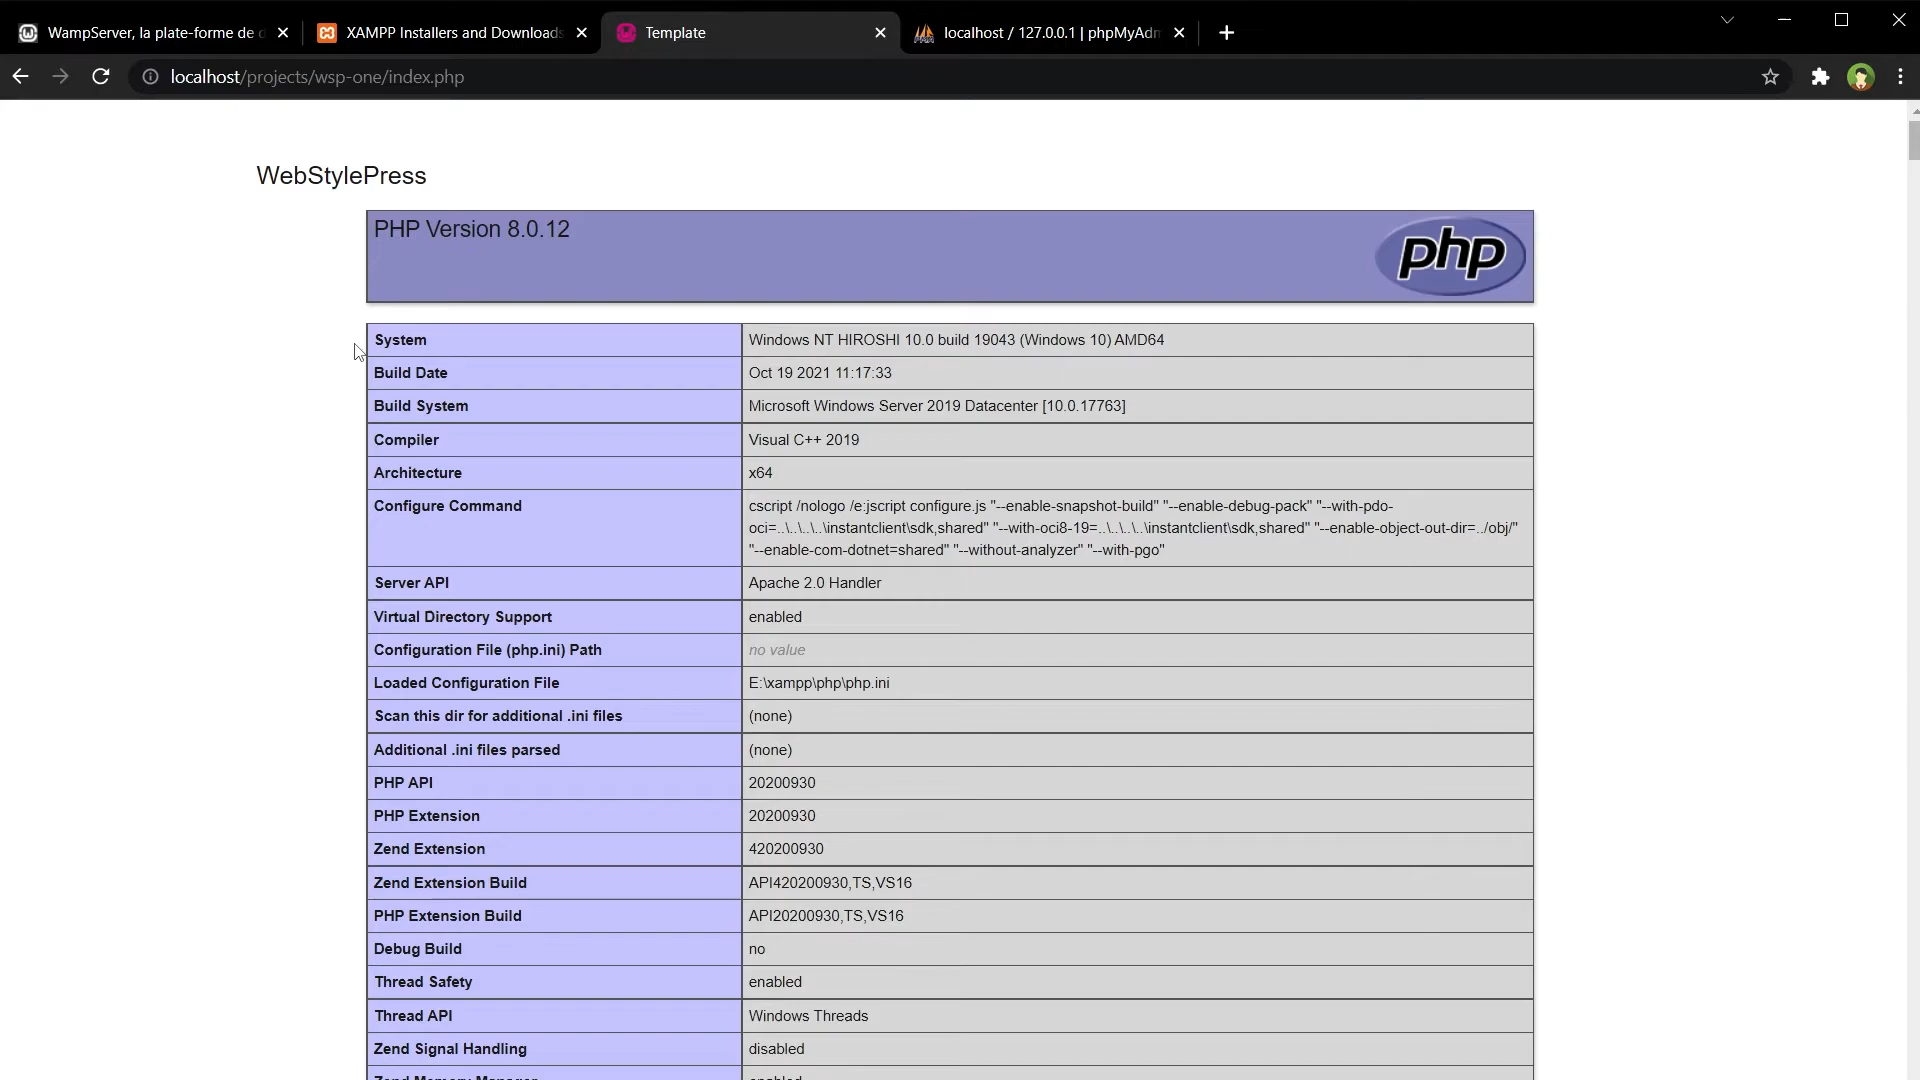 WampServer, la plate-forme de d
XAMPP Installers and Downloads
Template
localhost / 127.0.0.1 | phpMyAdm
localhost/projects/wsp-one/index.php
WebStylePress
PHP Version 8.0.12
php
System Windows NT HIROSHI 10.0 build 19043 (Windows 10) AMD64
Build Date Oct 19 2021 11:17:33
Build System Microsoft Windows Server 2019 Datacenter [10.0.17763]
Compiler Visual C++ 2019
Architecture x64
Configure Command cscript /nologo /e:jscript configure.js "--enable-snapshot-build" "--enable-debug-pack" "--with-pdo-
oci=..\..\..\..\instantclient\sdk,shared" "--with-oci8-19=..\..\..\..\instantclient\sdk,shared" "--enable-object-out-dir=../obj/"
"--enable-com-dotnet=shared" "--without-analyzer" "--with-pgo"
Server API Apache 2.0 Handler
Virtual Directory Support enabled
Configuration File (php.ini) Path no value
Loaded Configuration File E:\xampp\php\php.ini
Scan this dir for additional .ini files (none)
Additional .ini files parsed (none)
PHP API 20200930
PHP Extension 20200930
Zend Extension 420200930
Zend Extension Build API420200930,TS,VS16
PHP Extension Build API20200930,TS,VS16
Debug Build no
Thread Safety enabled
Thread API Windows Threads
Zend Signal Handling disabled
Zend Memory Manager enabled